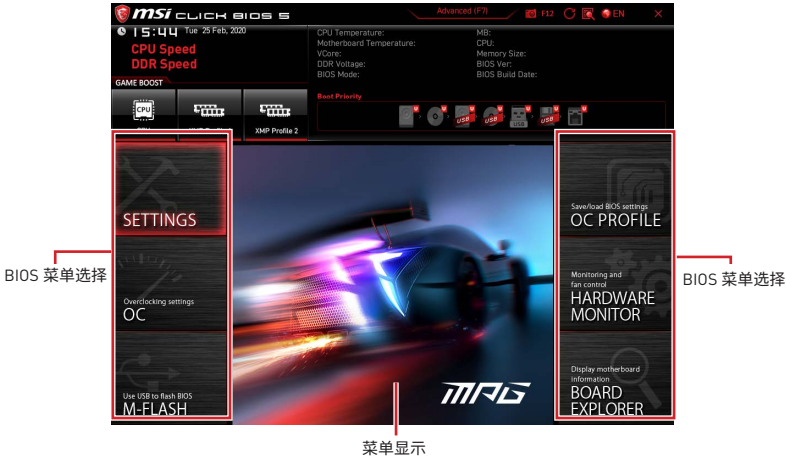 msi CLICK BIOS 5
Advanced (F7)
F12
EN
X
15:44 Tue 25 Feb, 2020
CPU Speed
DDR Speed
CPU Temperature:
Motherboard Temperature:
VCore:
DDR Voltage:
BIOS Mode:
MB:
CPU:
Memory Size:
BIOS Ver:
BIOS Build Date:
GAME BOOST
CPU
XMP Profile 2
Boot Priority
U U U U U U U
USB USB USB USB
SETTINGS
Overclocking settings
OC
Use USB to flash BIOS
M-FLASH
BIOS 菜单选择
MPG
Save/load BIOS settings
OC PROFILE
Monitoring and
fan control
HARDWARE
MONITOR
Display motherboard
information
BOARD
EXPLORER
BIOS 菜单选择
菜单显示